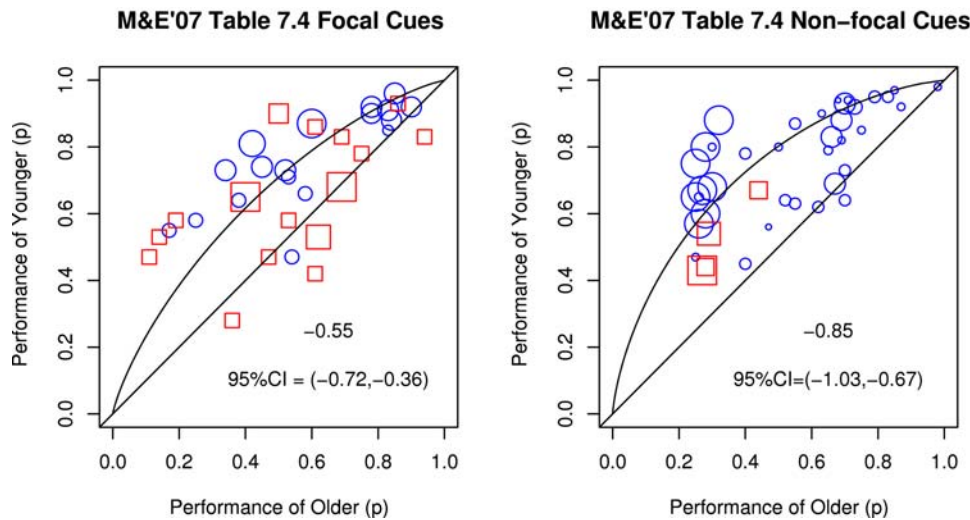 M&E'07 Table 7.4 Focal Cues
Performance of Younger (p)
1.0
0.8
0.6
0.4
0.2
0.0
−0.55
95%CI = (−0.72,−0.36)
0.0 0.2 0.4 0.6 0.8 1.0
Performance of Older (p)
M&E'07 Table 7.4 Non−focal Cues
Performance of Younger (p)
1.0
0.8
0.6
0.4
0.2
0.0
−0.85
95%CI=(−1.03,−0.67)
0.0 0.2 0.4 0.6 0.8 1.0
Performance of Older (p)